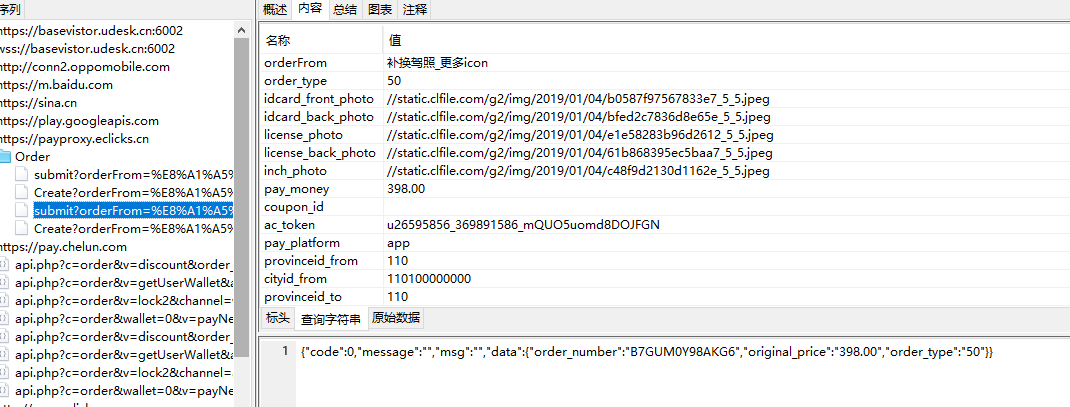 序列
https://basevistor.udesk.cn:6002
wss://basevistor.udesk.cn:6002
http://conn2.oppomobile.com
https://m.baidu.com
https://sina.cn
https://play.googleapis.com
https://payproxy.eclicks.cn
Order
submit?orderFrom=%E8%A1%A5%
Create?orderFrom=%E8%A1%A5%
submit?orderFrom=%E8%A1%A5%
Create?orderFrom=%E8%A1%A5%
https://pay.chelun.com
api.php?c=order&v=discount&order_
api.php?c=order&v=getUserWallet&a
api.php?c=order&v=lock2&channel=
api.php?c=order&wallet=0&v=payNe
api.php?c=order&v=discount&order_
api.php?c=order&v=getUserWallet&a
api.php?c=order&v=lock2&channel=
api.php?c=order&wallet=0&v=payNe
概述 内容 总结 图表 注释
名称 值
orderFrom 补换驾照_更多icon
order_type 50
idcard_front_photo //static.clfile.com/g2/img/2019/01/04/b0587f97567833e7_5_5.jpeg
idcard_back_photo //static.clfile.com/g2/img/2019/01/04/bfed2c7836d8e65e_5_5.jpeg
license_photo //static.clfile.com/g2/img/2019/01/04/e1e58283b96d2612_5_5.jpeg
license_back_photo //static.clfile.com/g2/img/2019/01/04/61b868395ec5baa7_5_5.jpeg
inch_photo //static.clfile.com/g2/img/2019/01/04/c48f9d2130d1162e_5_5.jpeg
pay_money 398.00
coupon_id
ac_token u26595856_369891586_mQUO5uomd8DOJFGN
pay_platform app
provinceid_from 110
cityid_from 110100000000
provinceid_to 110
标头 查询字符串 原始数据
1 {"code":0,"message":"","msg":"","data":{"order_number":"B7GUM0Y98AKG6","original_price":"398.00","order_type":"50"}}